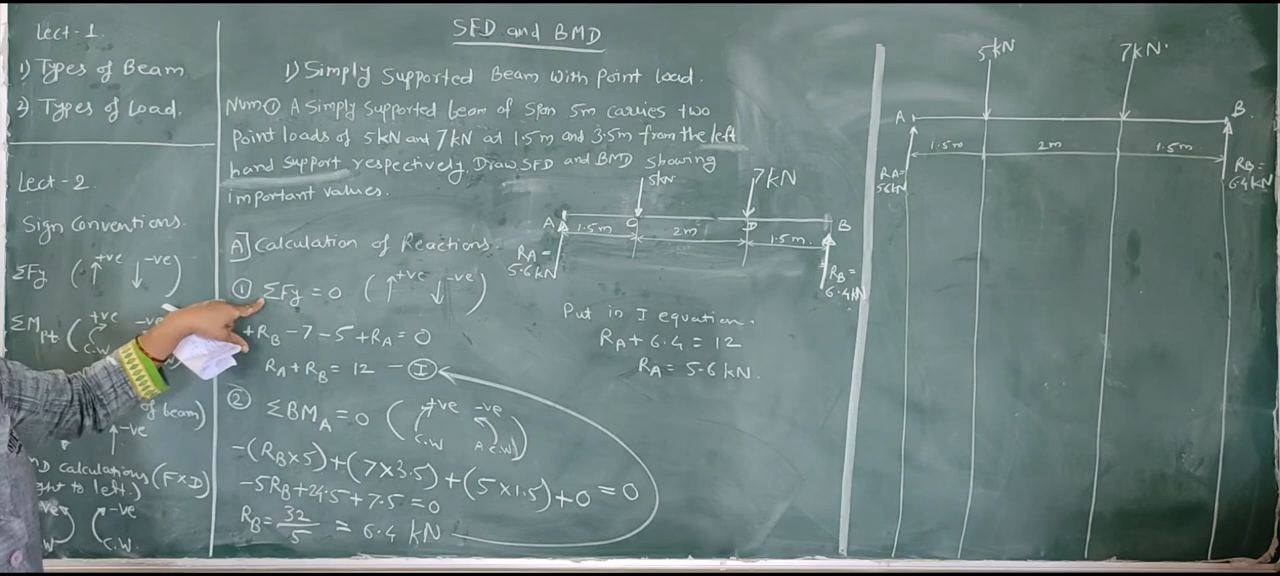 Lect-1.
1) Types of Beam
2) Types of Load.
Lect-2.
Sign Conventions.
ΣFy (↑+ve ↓-ve)
ΣMpt (+ve -ve
C.W
of beam)
↑-ve
calculations (F×D)
to left.)
-ve
C.W.
SFD and BMD
1) Simply Supported Beam with Point Load.
Num① A simply supported beam of span 5m carries two
point loads of 5kN and 7kN at 1.5m and 3.5m from the left
hand support respectively. Draw SFD and BMD showing
important values.
A] Calculation of Reactions.
① ΣFy = 0 (↑+ve ↓-ve)
+RB - 7 - 5 + RA = 0
RA + RB = 12 - Ⅰ
② ΣBMA = 0 (+ve C.W -ve A.C.W)
-(RB×5)+(7×3.5)+(5×1.5)+0=0
-5RB+24.5+7.5=0
RB = 32/5 = 6.4 kN
5kN 7kN
A C D B
1.5m 2m 1.5m.
RA =
5.6kN
RB =
6.4kN
Put in I equation.
RA + 6.4 = 12
RA = 5.6 kN.
5kN 7kN.
A B
1.5m 2m 1.5m
RA=
56kN
RB=
6.4kN